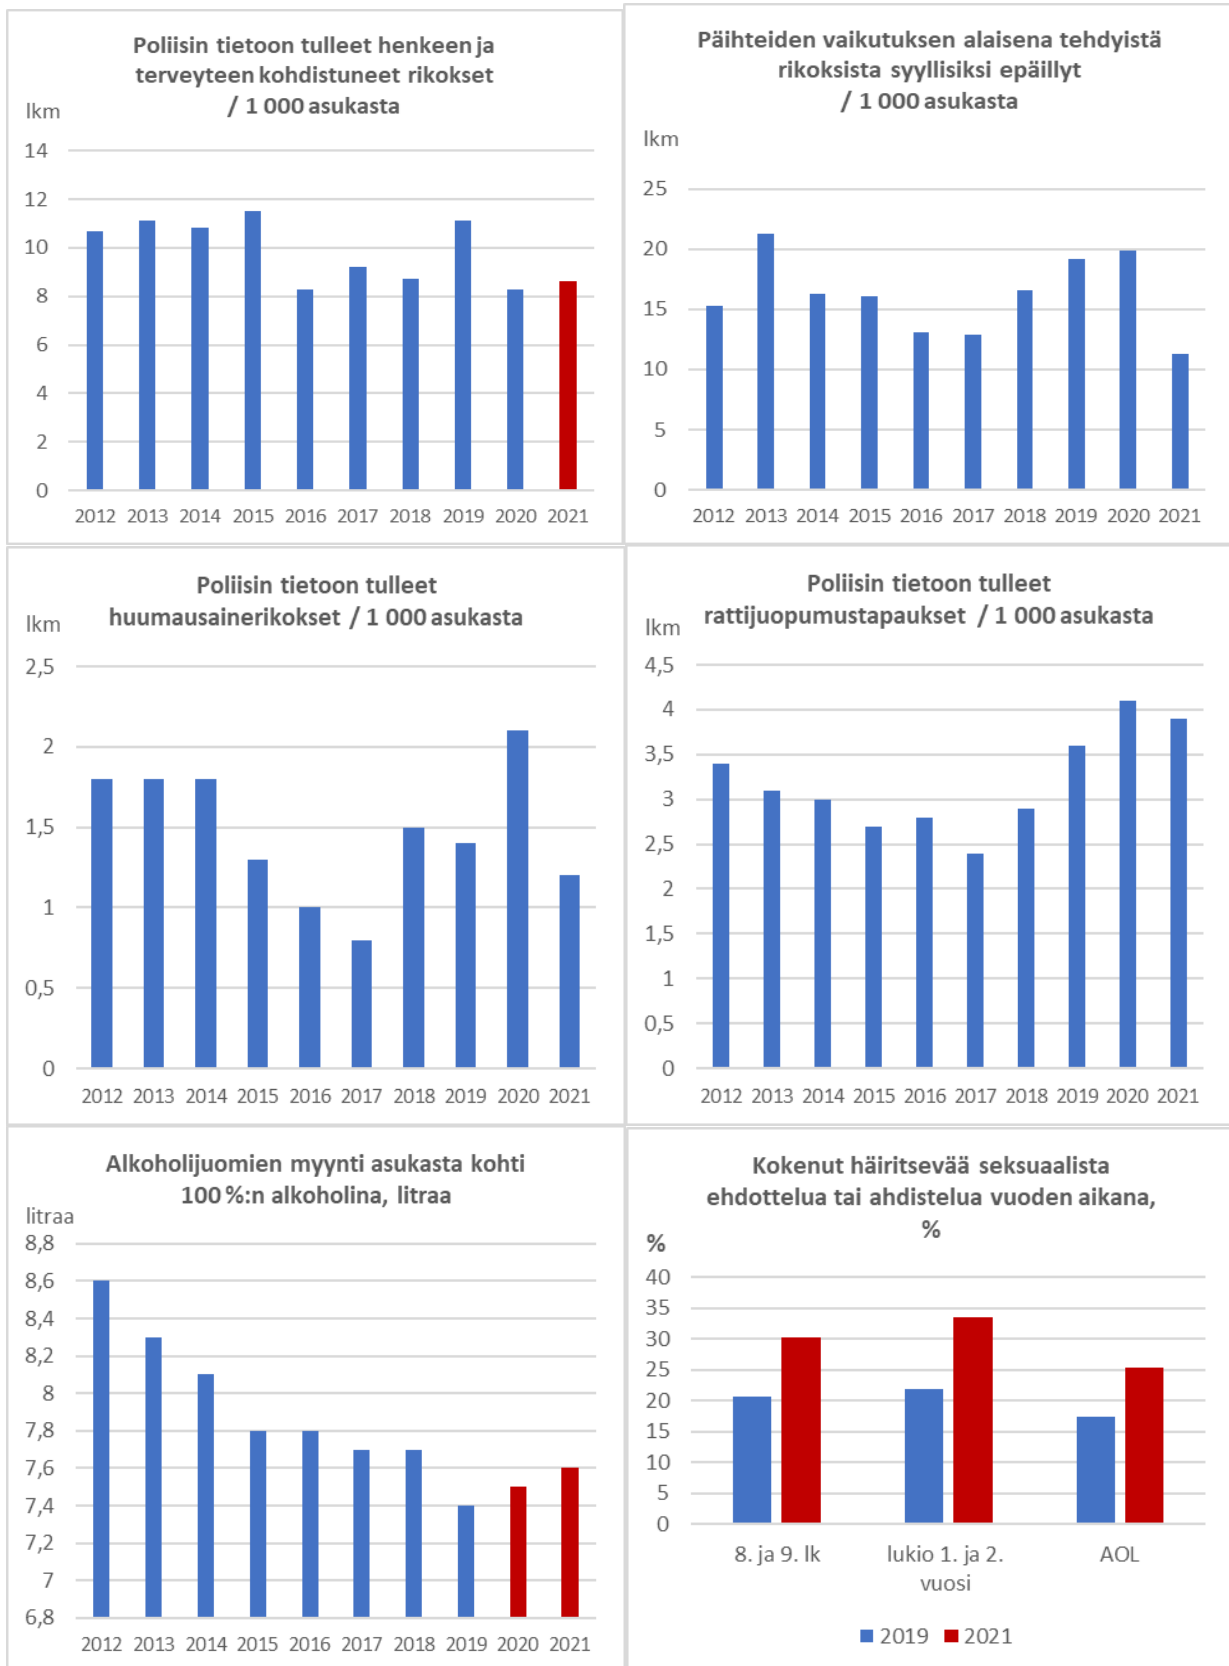 Poliisin tietoon tulleet henkeen ja
terveyteen kohdistuneet rikokset
/ 1 000 asukasta
lkm
14
12
10
8
6
4
2
0
2012 2013 2014 2015 2016 2017 2018 2019 2020 2021
Päihteiden vaikutuksen alaisena tehdyistä
rikoksista syyllisiksi epäillyt
/ 1 000 asukasta
lkm
25
20
15
10
5
0
2012 2013 2014 2015 2016 2017 2018 2019 2020 2021
Poliisin tietoon tulleet
huumausainerikokset / 1 000 asukasta
lkm
2,5
2
1,5
1
0,5
0
2012 2013 2014 2015 2016 2017 2018 2019 2020 2021
Poliisin tietoon tulleet
rattijuopumustapaukset / 1 000 asukasta
lkm
4,5
4
3,5
3
2,5
2
1,5
1
0,5
0
2012 2013 2014 2015 2016 2017 2018 2019 2020 2021
Alkoholijuomien myynti asukasta kohti
100 %:n alkoholina, litraa
litraa
8,8
8,6
8,4
8,2
8
7,8
7,6
7,4
7,2
7
6,8
2012 2013 2014 2015 2016 2017 2018 2019 2020 2021
Kokenut häiritsevää seksuaalista
ehdottelua tai ahdistelua vuoden aikana,
%
%
40
35
30
25
20
15
10
5
0
8. ja 9. lk lukio 1. ja 2. AOL
vuosi
2019 2021